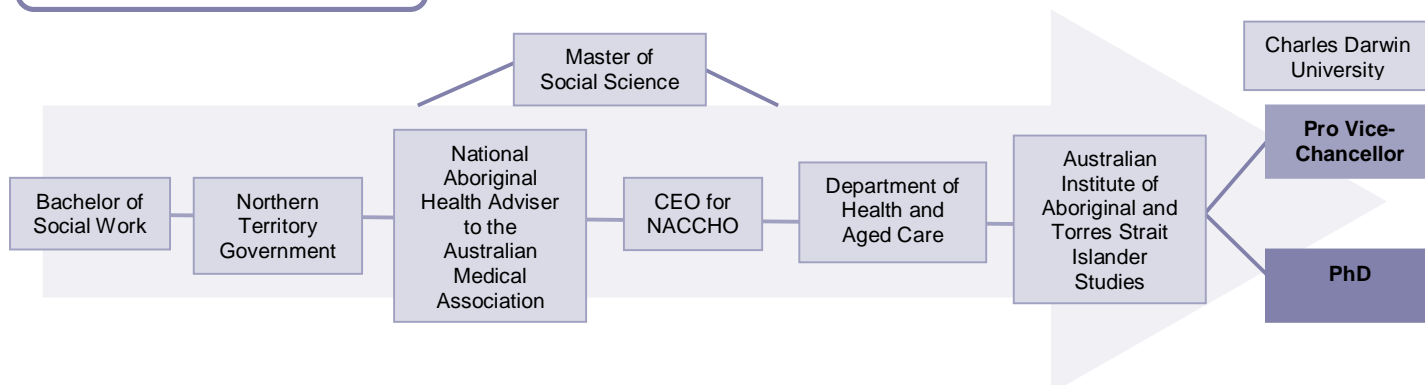 Bachelor of
Social Work
Northern
Territory
Government
Master of
Social Science
National
Aboriginal
Health Adviser
to the
Australian
Medical
Association
CEO for
NACCHO
Department of
Health and
Aged Care
Australian
Institute of
Aboriginal and
Torres Strait
Islander
Studies
Charles Darwin
University
Pro Vice-
Chancellor
PhD